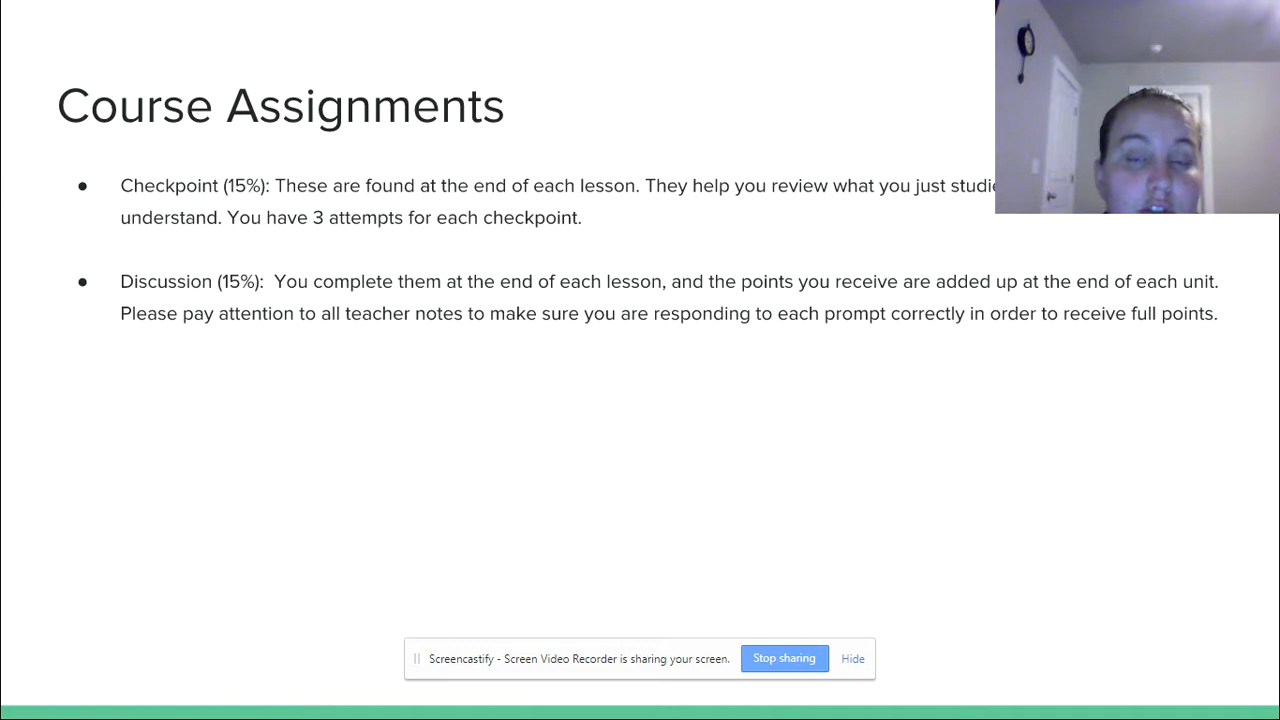 Course Assignments
● Checkpoint (15%): These are found at the end of each lesson. They help you review what you just
understand. You have 3 attempts for each checkpoint.
● Discussion (15%): You complete them at the end of each lesson, and the points you receive are added up at the end of each unit.
Please pay attention to all teacher notes to make sure you are responding to each prompt correctly in order to receive full points.
Screencastify - Screen Video Recorder is sharing your screen. Stop sharing Hide